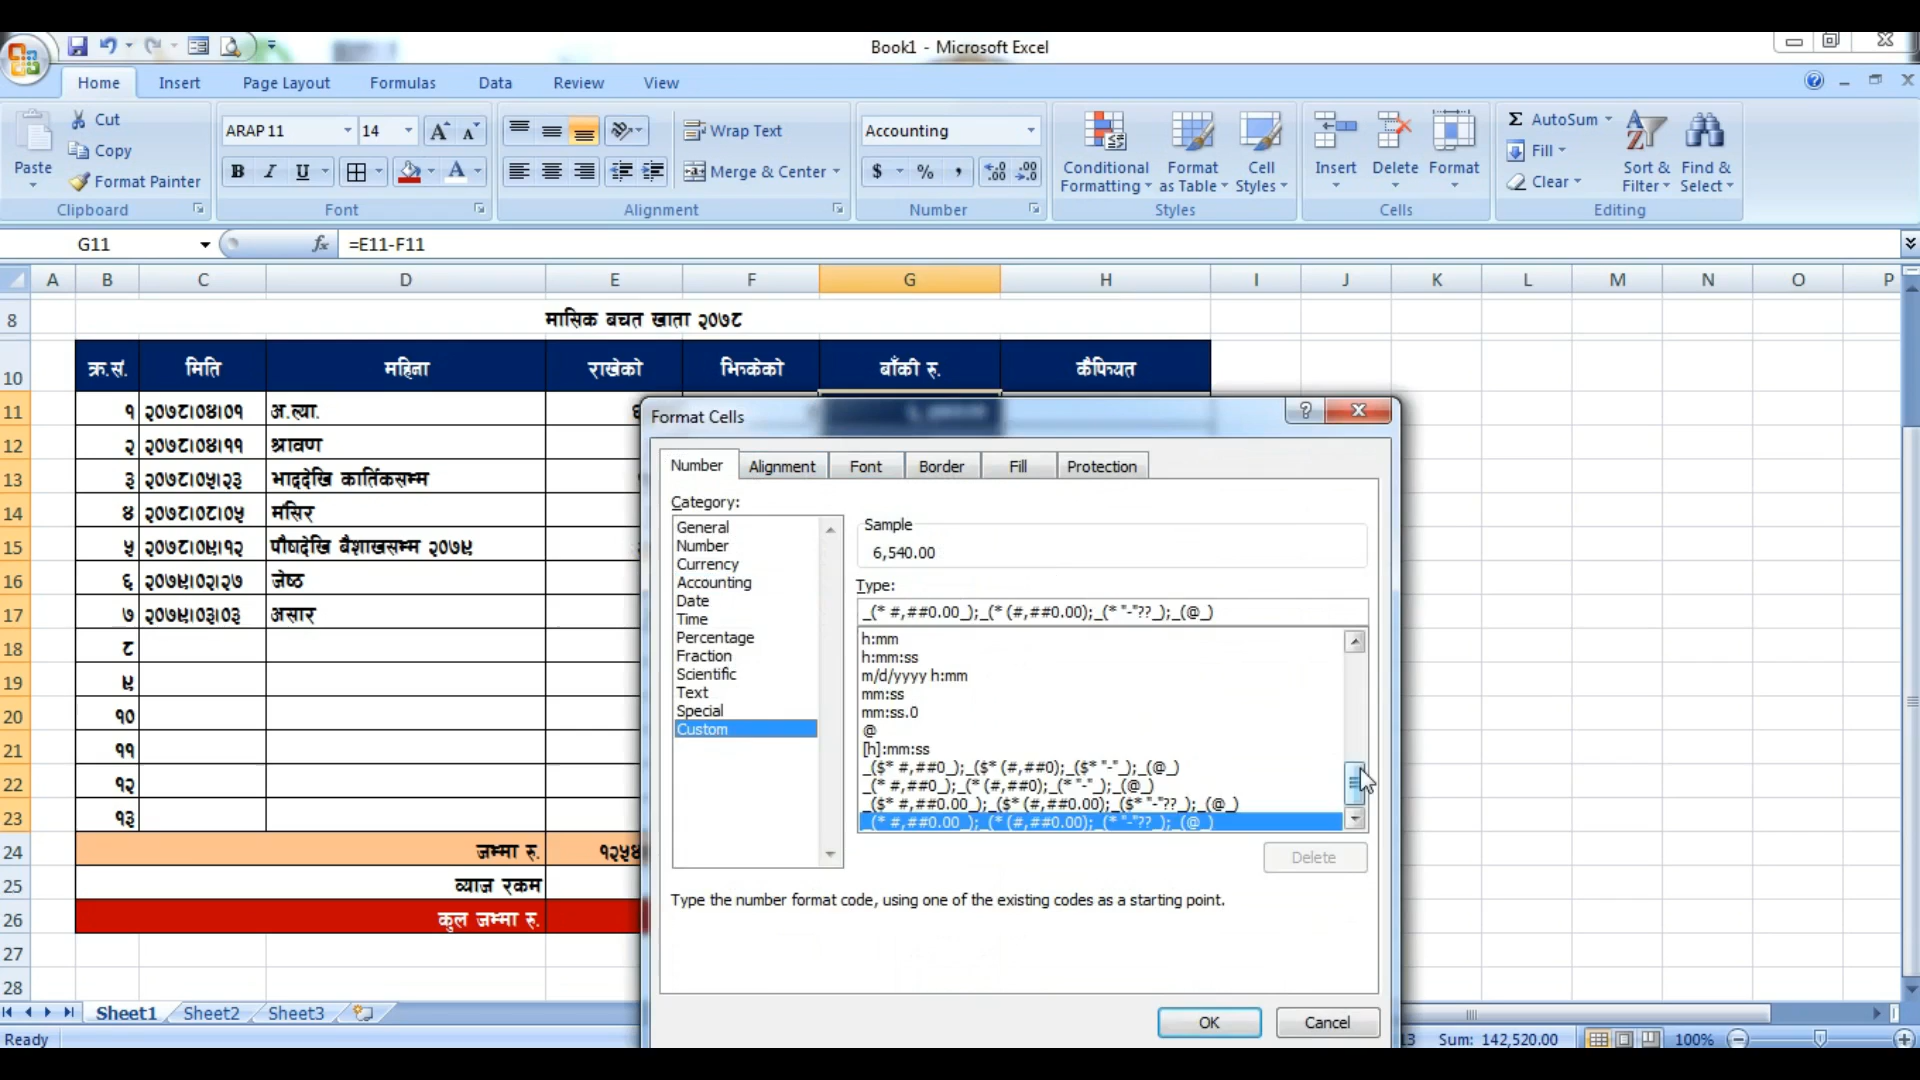 Book1 - Microsoft Excel
Home Insert Page Layout Formulas Data Review View
Paste Cut Copy Format Painter
Clipboard
ARAP 11 14
B I U A
Font
Wrap Text
Merge & Center
Alignment
Accounting
$ % ,
Number
Conditional Formatting Format as Table Cell Styles
Styles
Insert Delete Format
Cells
Σ AutoSum
Fill
Clear
Sort & Filter Find & Select
Editing
G11 fx =E11-F11
A B C D E F G H I J K L M N O P
8 मासिक बचत खाता २०७८
10 क्र.सं. मिति महिना राखेको झिकेको बाँकी रु. कैफियत
11 १ २०७८।०४।०१ अ.ल्या.
12 २ २०७८।०४।११ श्रावण
13 ३ २०७८।०५।२३ भाद्रदेखि कार्तिकसम्म
14 ४ २०७८।०८।०५ मंसिर
15 ५ २०७८।०९।१२ पौषदेखि बैशाखसम्म २०७९
16 ६ २०७९।०२।२७ जेष्ठ
17 ७ २०७९।०३।०३ असार
18 ८
19 ९
20 १०
21 ११
22 १२
23 १३
24 जम्मा रु. १२५४
25 व्याज रकम
26 कुल जम्मा रु.
27
28
Format Cells
Number Alignment Font Border Fill Protection
Category:
General
Number
Currency
Accounting
Date
Time
Percentage
Fraction
Scientific
Text
Special
Custom
Sample
6,540.00
Type:
_(* #,##0.00_);_(* (#,##0.00);_(* "-"??_);_(@_)
h:mm
h:mm:ss
m/d/yyyy h:mm
mm:ss
mm:ss.0
@
[h]:mm:ss
_($* #,##0_);_($* (#,##0);_($* "-"_);_(@_)
_(* #,##0_);_(* (#,##0);_(* "-"_);_(@_)
_($* #,##0.00_);_($* (#,##0.00);_($* "-"??_);_(@_)
_(* #,##0.00_);_(* (#,##0.00);_(* "-"??_);_(@_)
Delete
Type the number format code, using one of the existing codes as a starting point.
OK Cancel
Sheet1 Sheet2 Sheet3
Ready 13 Sum: 142,520.00 100%